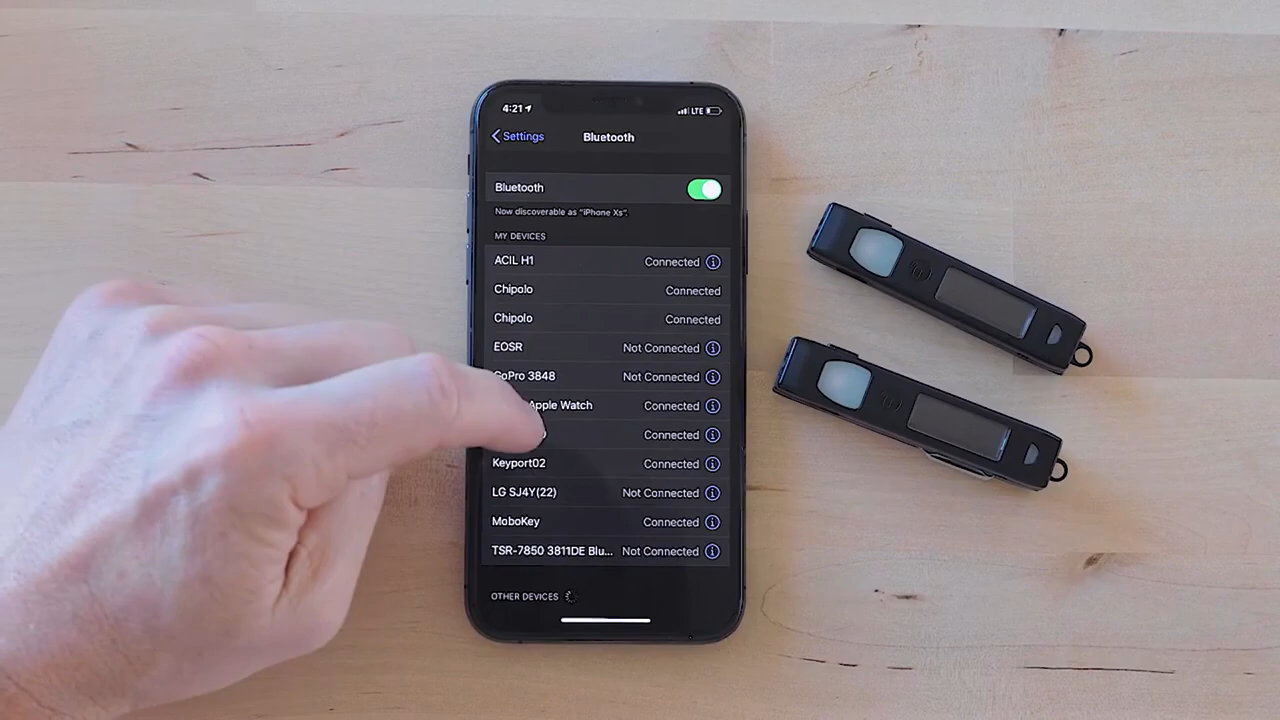 4:21 LTE
Settings Bluetooth
Bluetooth
Now discoverable as "iPhone Xs".
MY DEVICES
ACIL H1 Connected
Chipolo Connected
Chipolo Connected
EOSR Not Connected
GoPro 3848 Not Connected
Apple Watch Connected
Connected
Keyport02 Connected
LG SJ4Y(22) Not Connected
MoboKey Connected
TSR-7850 3811DE Blu... Not Connected
OTHER DEVICES